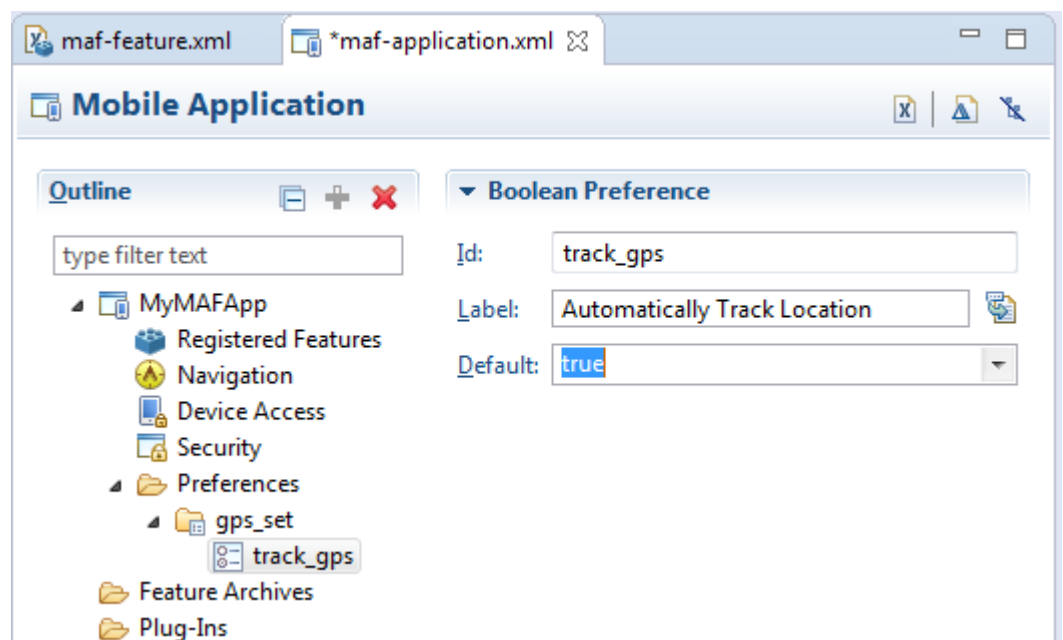 maf-feature.xml
*maf-application.xml
Mobile Application
Outline
type filter text
MyMAFApp
Registered Features
Navigation
Device Access
Security
Preferences
gps_set
track_gps
Feature Archives
Plug-Ins
Boolean Preference
Id: track_gps
Label: Automatically Track Location
Default: true